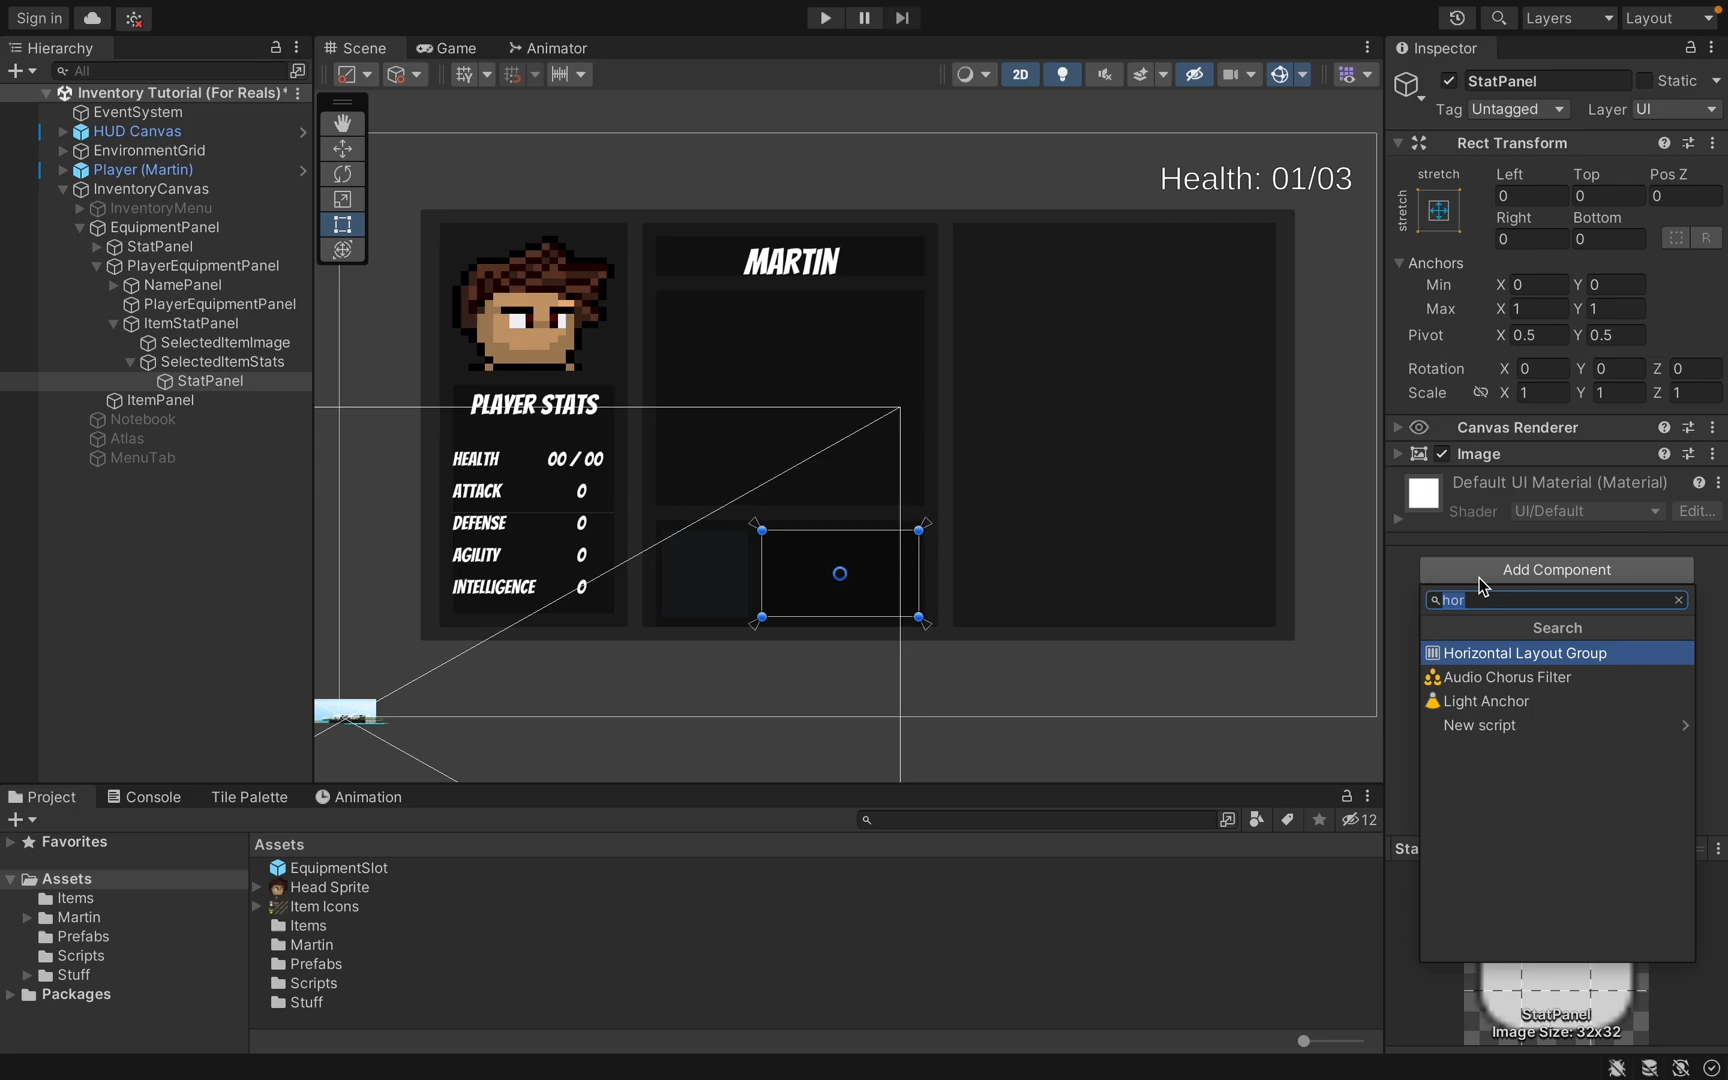 Sign in
Layers
Layout
Hierarchy
All
Inventory Tutorial (For Reals)*
EventSystem
HUD Canvas
EnvironmentGrid
Player (Martin)
InventoryCanvas
InventoryMenu
EquipmentPanel
StatPanel
PlayerEquipmentPanel
NamePanel
PlayerEquipmentPanel
ItemStatPanel
SelectedItemImage
SelectedItemStats
StatPanel
ItemPanel
Notebook
Atlas
MenuTab
Scene
Game
Animator
2D
Health: 01/03
MARTIN
PLAYER STATS
HEALTH 00 / 00
ATTACK 0
DEFENSE 0
AGILITY 0
INTELLIGENCE 0
Inspector
StatPanel
Static
Tag Untagged Layer UI
Rect Transform
stretch
stretch
Left Top Pos Z
0 0 0
Right Bottom
0 0
R
Anchors
Min X 0 Y 0
Max X 1 Y 1
Pivot X 0.5 Y 0.5
Rotation X 0 Y 0 Z 0
Scale X 1 Y 1 Z 1
Canvas Renderer
Image
Default UI Material (Material)
Shader UI/Default Edit...
Add Component
hor
Search
Horizontal Layout Group
Audio Chorus Filter
Light Anchor
New script
Sta
StatPanel
Image Size: 32x32
Project
Console
Tile Palette
Animation
12
Favorites
Assets
Items
Martin
Prefabs
Scripts
Stuff
Packages
Assets
EquipmentSlot
Head Sprite
Item Icons
Items
Martin
Prefabs
Scripts
Stuff